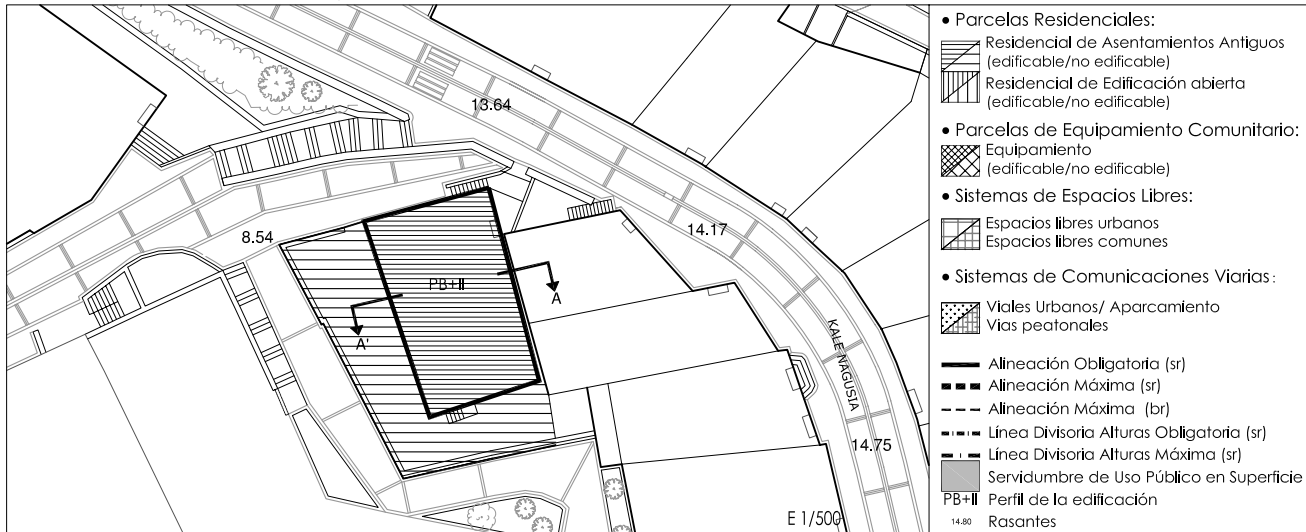 13.64
14.17
8.54
PB+II
A
A'
KALE NAGUSIA
14.75
E 1/500
• Parcelas Residenciales:
Residencial de Asentamientos Antiguos
(edificable/no edificable)
Residencial de Edificación abierta
(edificable/no edificable)
• Parcelas de Equipamiento Comunitario:
Equipamiento
(edificable/no edificable)
• Sistemas de Espacios Libres:
Espacios libres urbanos
Espacios libres comunes
• Sistemas de Comunicaciones Viarias:
Viales Urbanos/ Aparcamiento
Vias peatonales
Alineación Obligatoria (sr)
Alineación Máxima (sr)
Alineación Máxima (br)
Línea Divisoria Alturas Obligatoria (sr)
Línea Divisoria Alturas Máxima (sr)
Servidumbre de Uso Público en Superficie
PB+II Perfil de la edificación
14.80 Rasantes